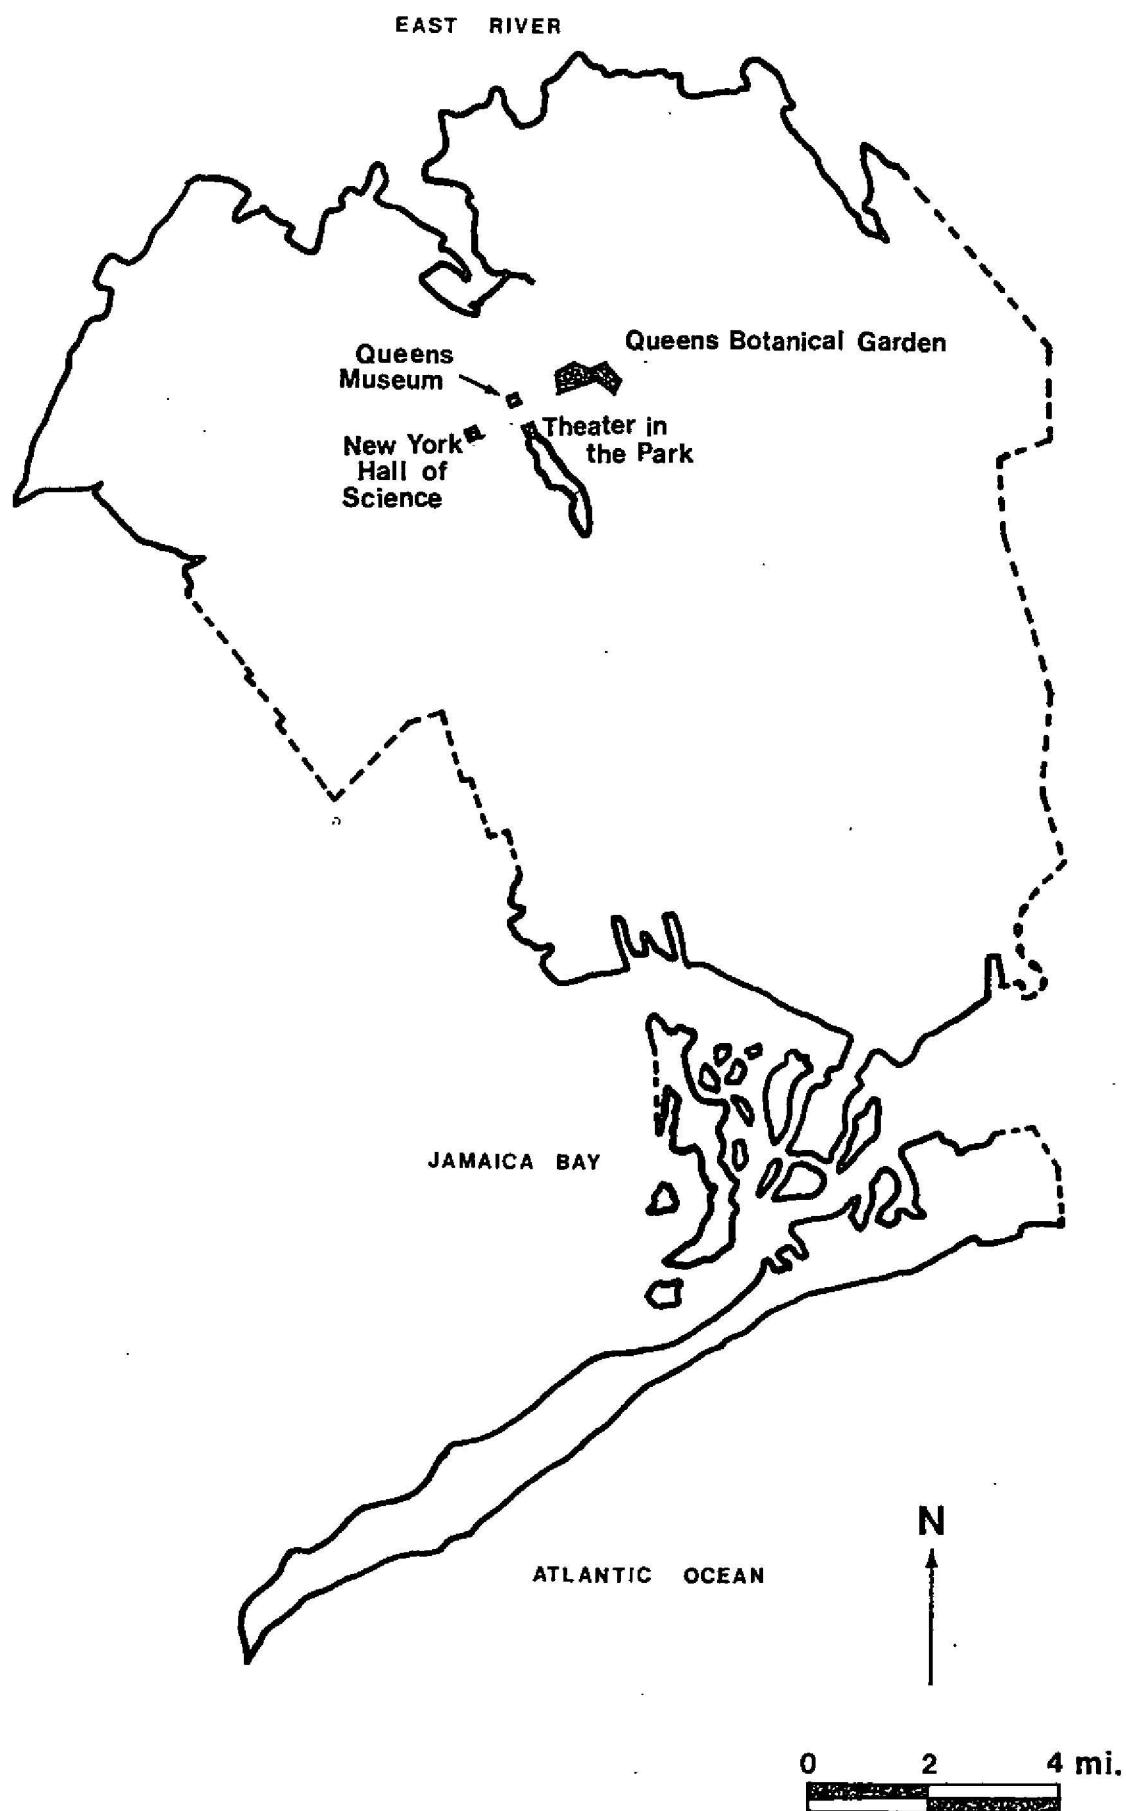 EAST RIVER
Queens Botanical Garden
Queens
Museum
Theater in
the Park
New York
Hall of
Science
JAMAICA BAY
N
ATLANTIC OCEAN
0 2 4 mi.